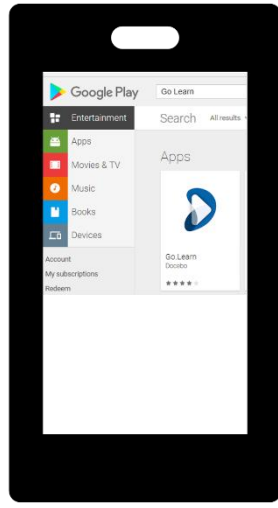 Google Play
Go Learn
Entertainment
Search
All results
Apps
Movies & TV
Music
Books
Devices
Account
My subscriptions
Redeem
Apps
Go.Learn
Docebo